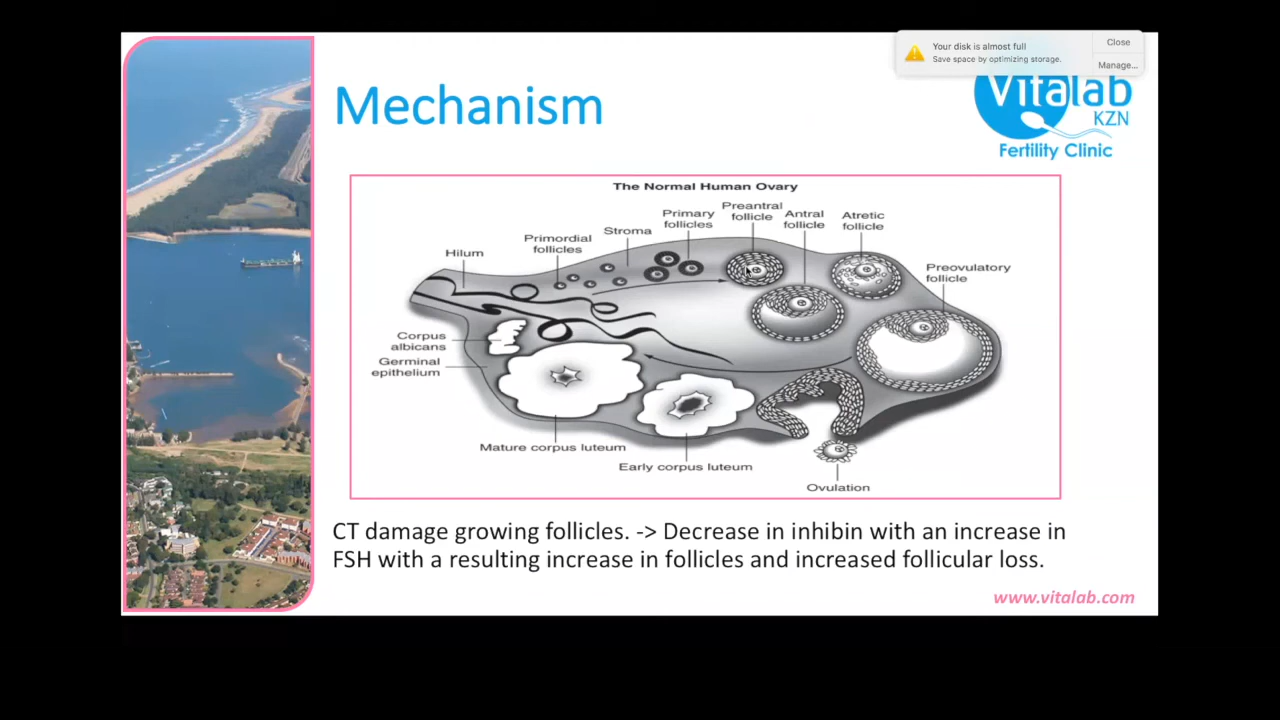 Your disk is almost full
Save space by optimizing storage.
Close
Manage...
Mechanism
Vitalab
KZN
Fertility Clinic
The Normal Human Ovary
Hilum
Primordial
follicles
Stroma
Primary
follicles
Preantral
follicle
Antral
follicle
Atretic
follicle
Preovulatory
follicle
Corpus
albicans
Germinal
epithelium
Mature corpus luteum
Early corpus luteum
Ovulation
CT damage growing follicles. -> Decrease in inhibin with an increase in
FSH with a resulting increase in follicles and increased follicular loss.
www.vitalab.com